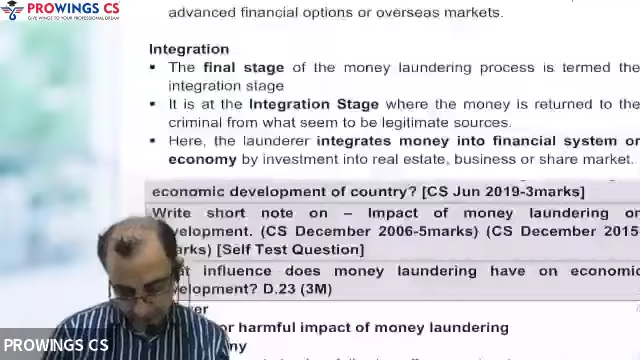 PROWINGS CS
GIVE WINGS TO YOUR PROFESSIONAL DREAM
advanced financial options or overseas markets.
Integration
▪ The final stage of the money laundering process is termed the
integration stage
▪ It is at the Integration Stage where the money is returned to the
criminal from what seem to be legitimate sources.
▪ Here, the launderer integrates money into financial system or
economy by investment into real estate, business or share market.
economic development of country? [CS Jun 2019-3marks]
Write short note on – Impact of money laundering on
(CS December 2006-5marks) (CS December 2015
[Self Test Question]
influence does money laundering have on economic
D.23 (3M)
or harmful impact of money laundering
PROWINGS CS